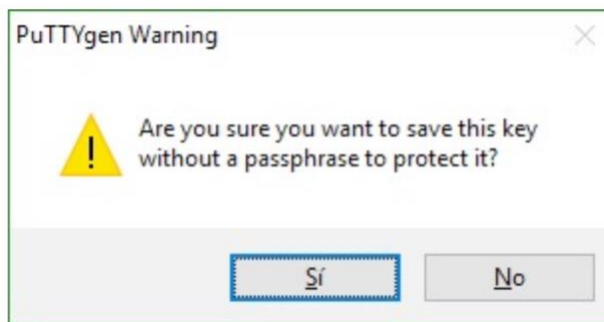 PuTTYgen Warning
Are you sure you want to save this key
without a passphrase to protect it?
Sí
No